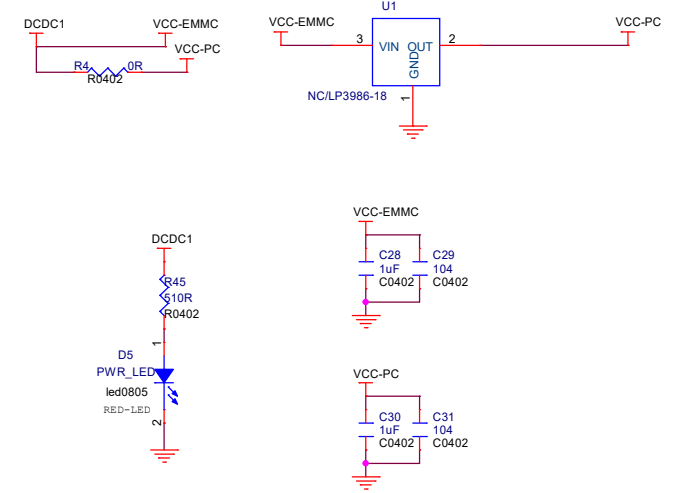 U1
DCDC1
VCC-EMMC
VCC-PC
R4
0R
R0402
VCC-EMMC
3
VIN
OUT
2
GND
1
VCC-PC
NC/LP3986-18
DCDC1
R45
510R
R0402
1
D5
PWR_LED
led0805
RED-LED
2
VCC-EMMC
C28
1uF
C0402
C29
104
C0402
VCC-PC
C30
1uF
C0402
C31
104
C0402